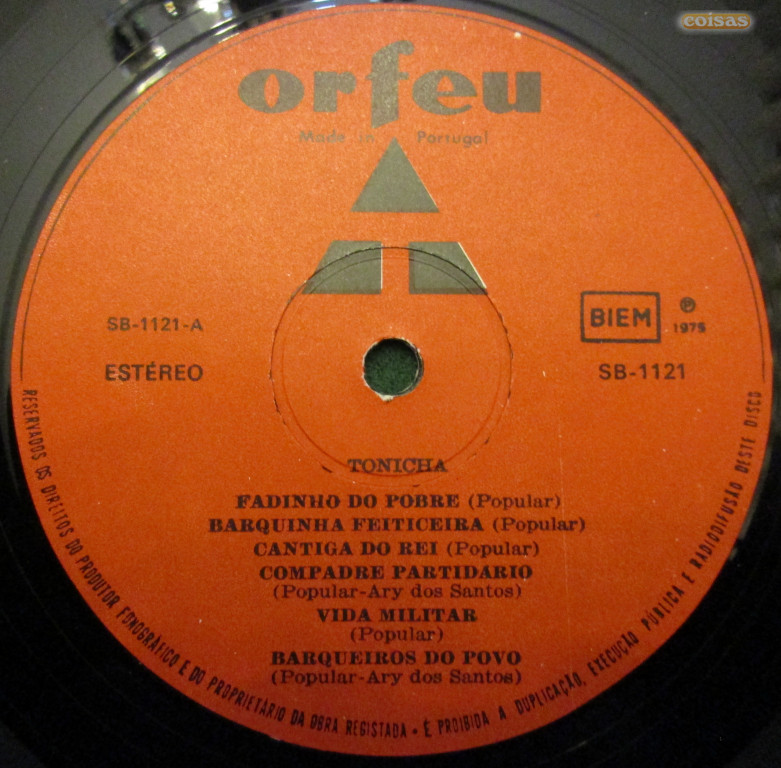 coisas
orfeu
Made in Portugal
SB-1121-A
BIEM
℗
1975
ESTÉREO
SB-1121
TONICHA
FADINHO DO POBRE (Popular)
BARQUINHA FEITICEIRA (Popular)
CANTIGA DO REI (Popular)
COMPADRE PARTIDÁRIO
(Popular-Ary dos Santos)
VIDA MILITAR
(Popular)
BARQUEIROS DO POVO
(Popular-Ary dos Santos)
RESERVADOS OS DIREITOS DO PRODUTOR FONOGRÁFICO E DO PROPRIETÁRIO DA OBRA REGISTADA • É PROIBIDA A DUPLICAÇÃO, EXECUÇÃO PÚBLICA E RADIODIFUSÃO DESTE DISCO